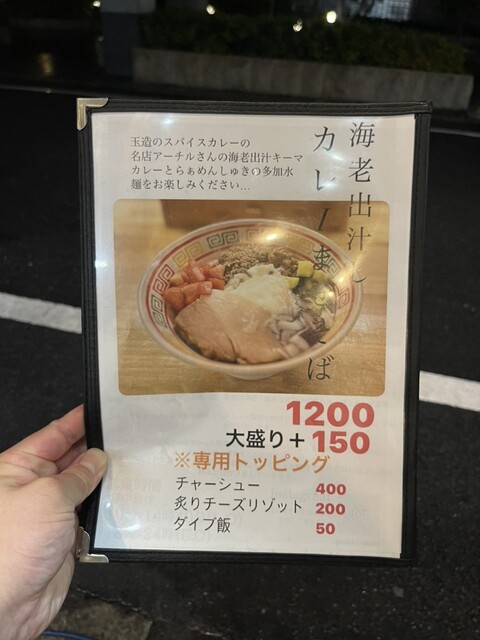 玉造のスパイスカレーの
名店アーチルさんの海老出汁キーマ
カレーとらぁめんしゅきの多加水
麺をお楽しみください…
海老出汁
カレーまぜそば
1200
大盛り+150
※専用トッピング
チャーシュー 400
炙りチーズリゾット 200
ダイブ飯 50